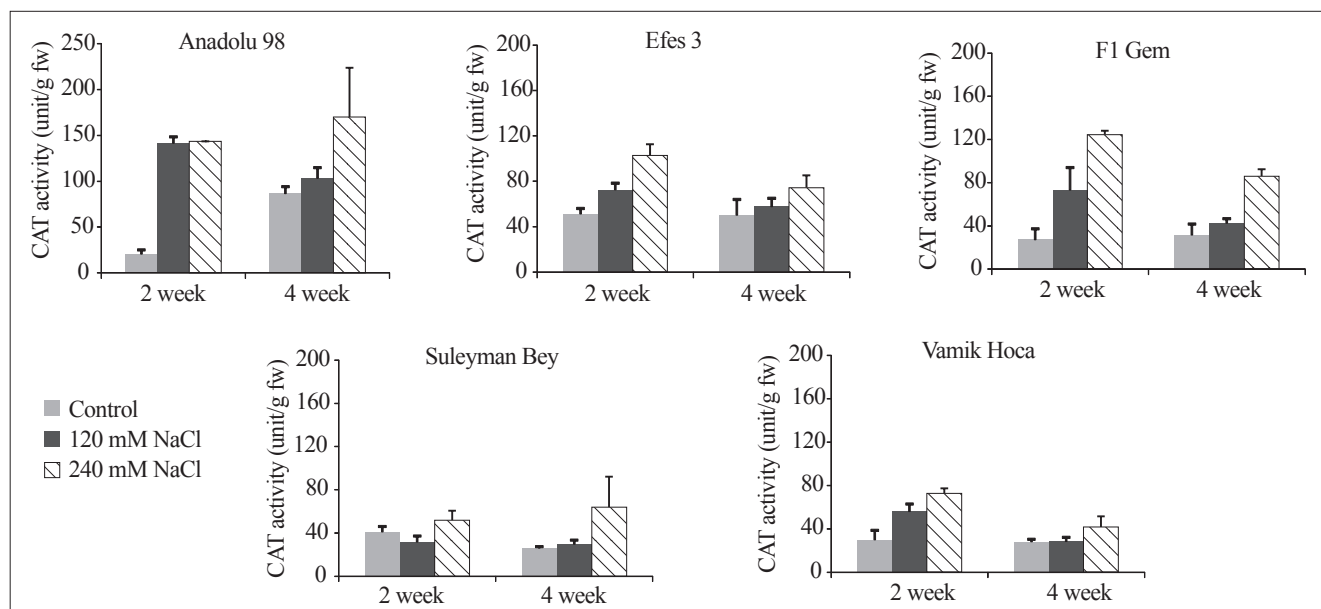 Anadolu 98
CAT activity (unit/g fw)
250
200
150
100
50
0
2 week 4 week
Efes 3
CAT activity (unit/g fw)
200
160
120
80
40
0
2 week 4 week
F1 Gem
CAT activity (unit/g fw)
200
160
120
80
40
0
2 week 4 week
Control
120 mM NaCl
240 mM NaCl
Suleyman Bey
CAT activity (unit/g fw)
200
160
120
80
40
0
2 week 4 week
Vamik Hoca
CAT activity (unit/g fw)
200
160
120
80
40
0
2 week 4 week